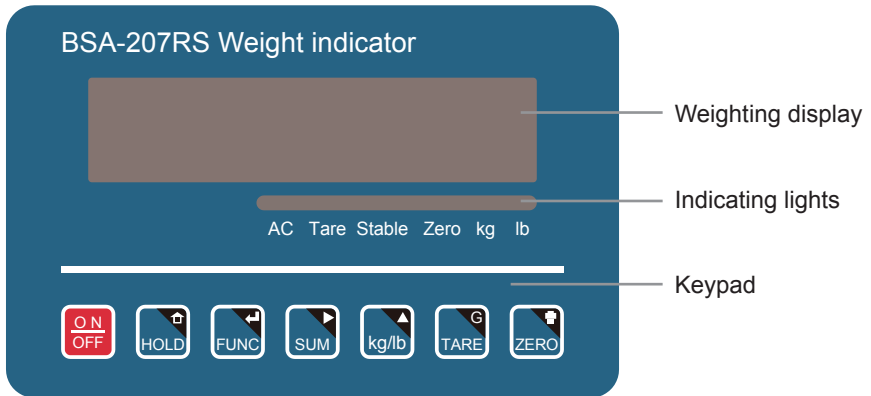 BSA-207RS Weight indicator
Weighting display
Indicating lights
AC Tare Stable Zero kg lb
Keypad
ON
OFF
HOLD
FUNC
SUM
kg/lb
G
TARE
ZERO